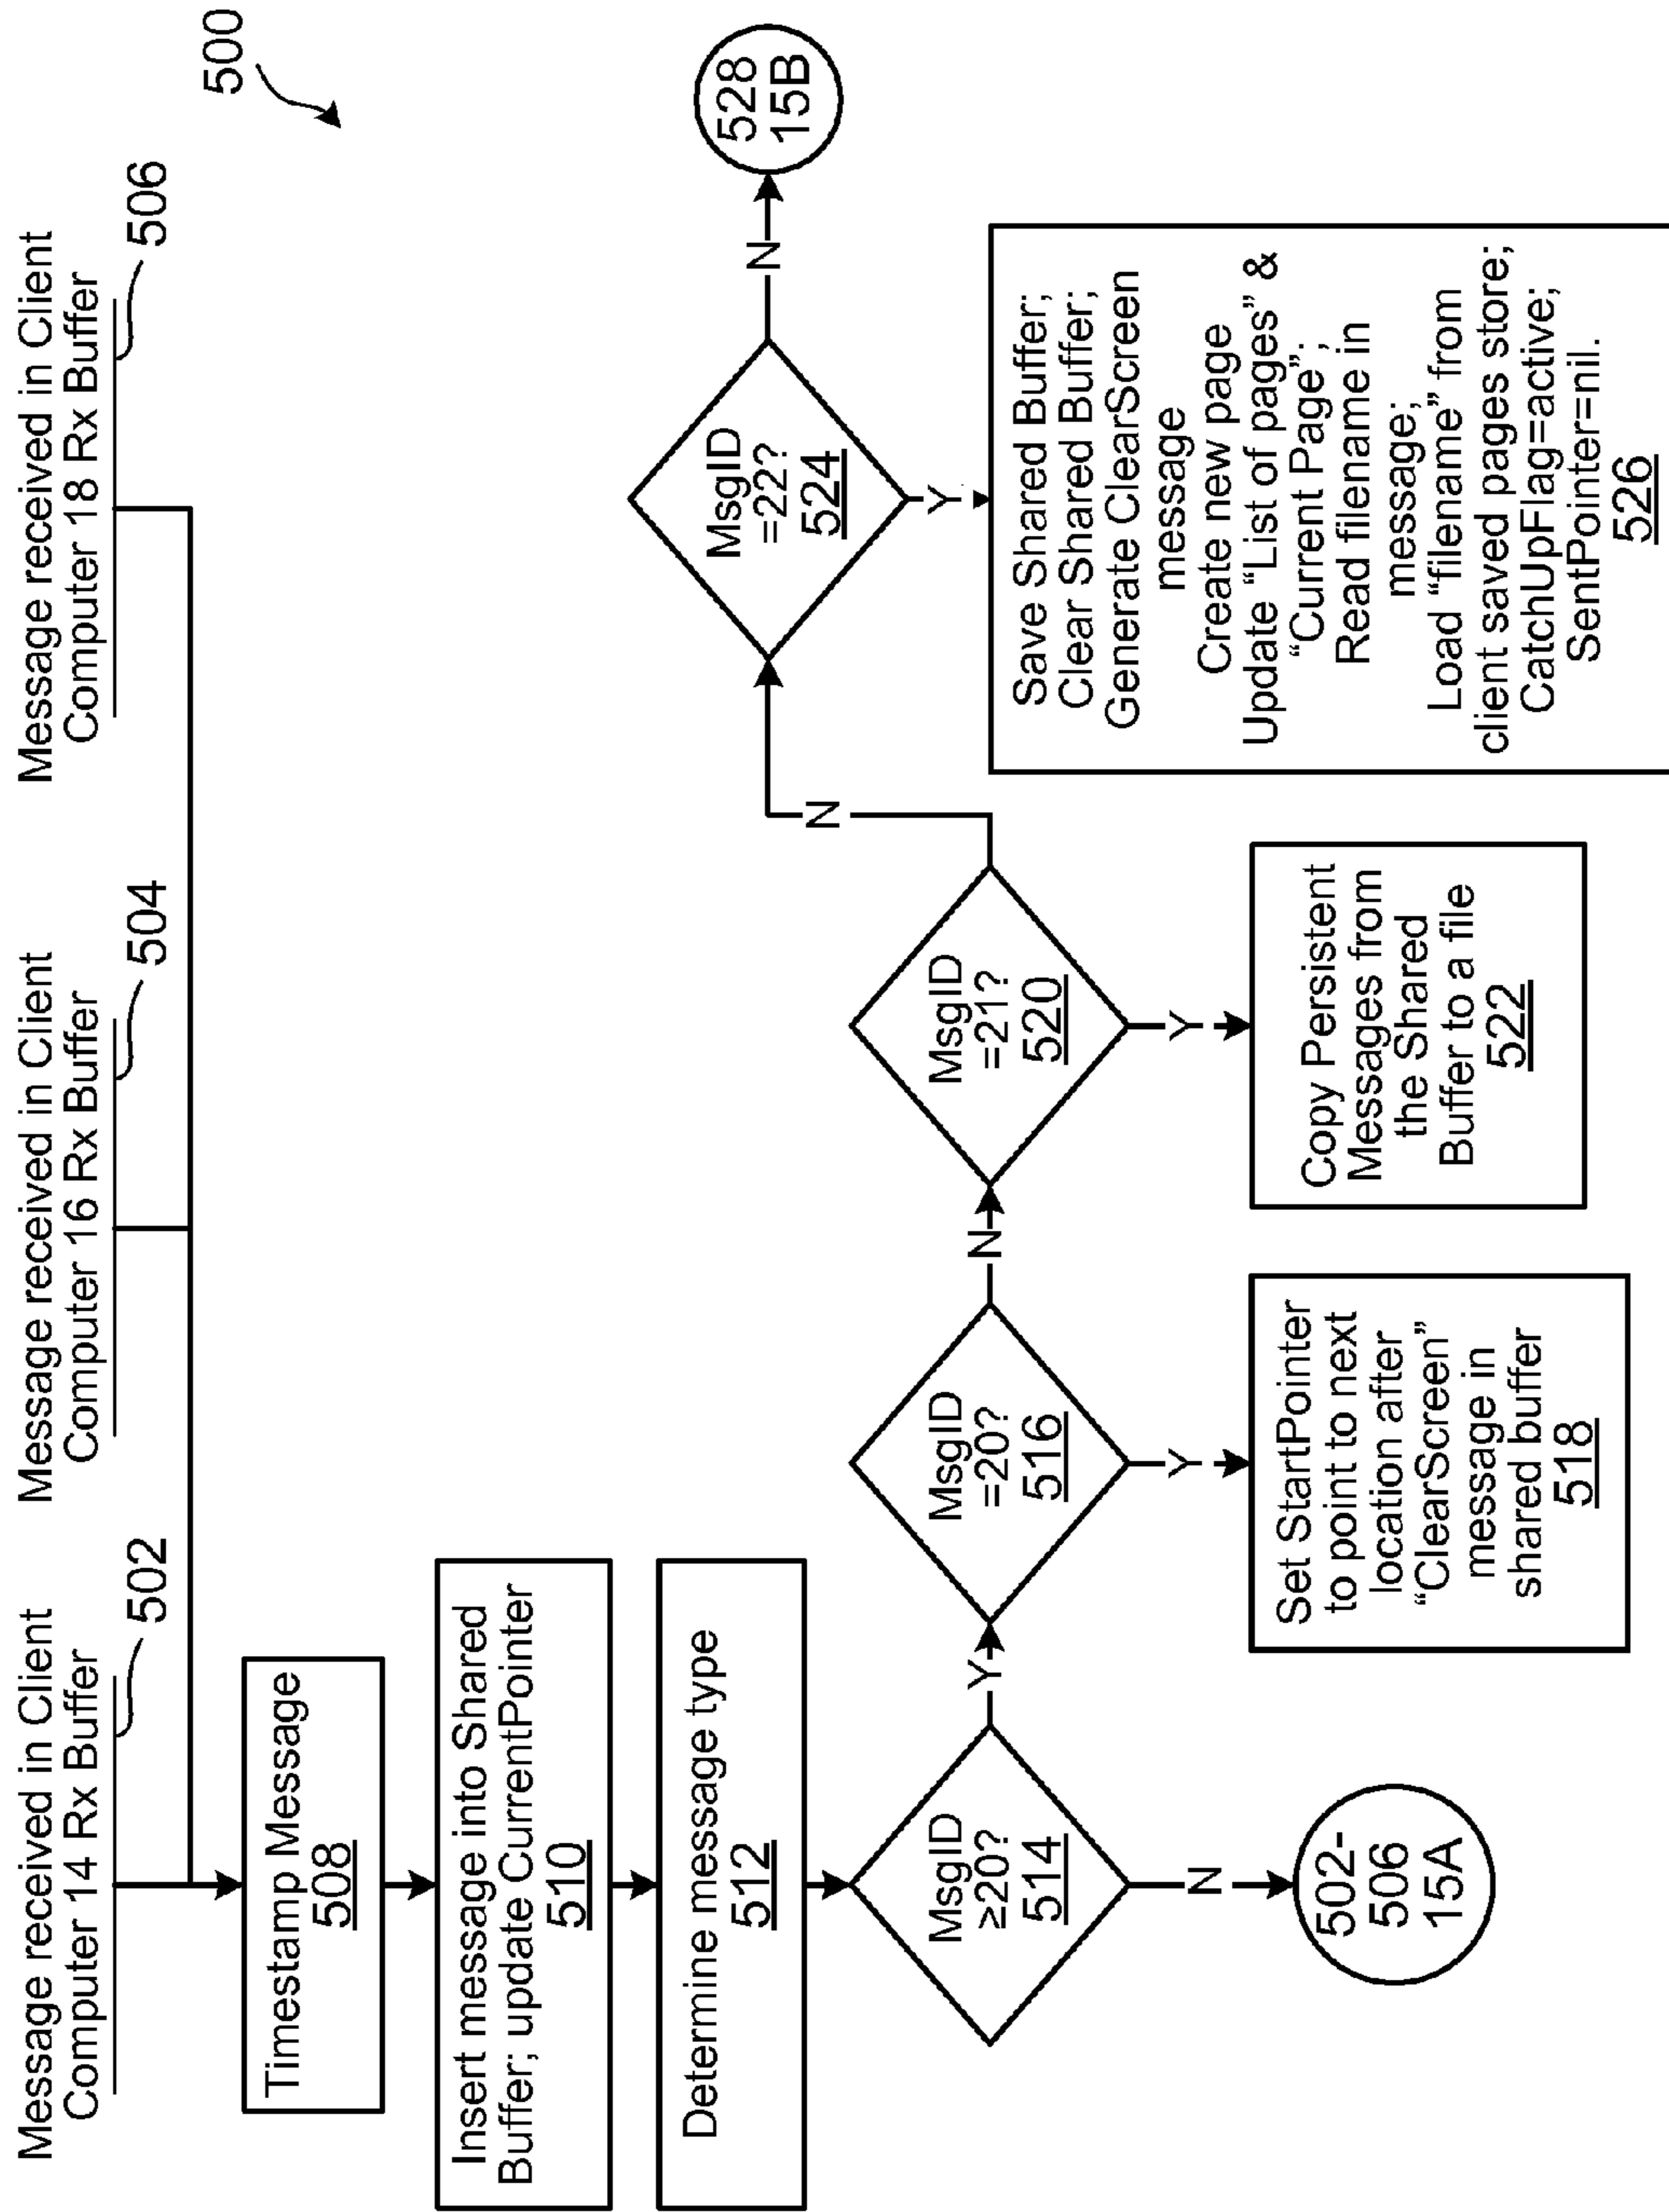 500
Message received in Client
Computer 14 Rx Buffer
502
Message received in Client
Computer 16 Rx Buffer
504
Message received in Client
Computer 18 Rx Buffer
506
Timestamp Message
508
Insert message into Shared
Buffer; update CurrentPointer
510
Determine message type
512
MsgID
≥20?
514
N
502-
506
15A
Y
MsgID
=20?
516
Y
Set StartPointer
to point to next
location after
“ClearScreen”
message in
shared buffer
518
N
MsgID
=21?
520
Y
Copy Persistent
Messages from
the Shared
Buffer to a file
522
N
MsgID
=22?
524
Y
Save Shared Buffer;
Clear Shared Buffer;
Generate ClearScreen
message
Create new page
Update “List of pages” &
“Current Page”;
Read filename in
message;
Load “filename” from
client saved pages store;
CatchUpFlag=active;
SentPointer=nil.
526
N
528
15B